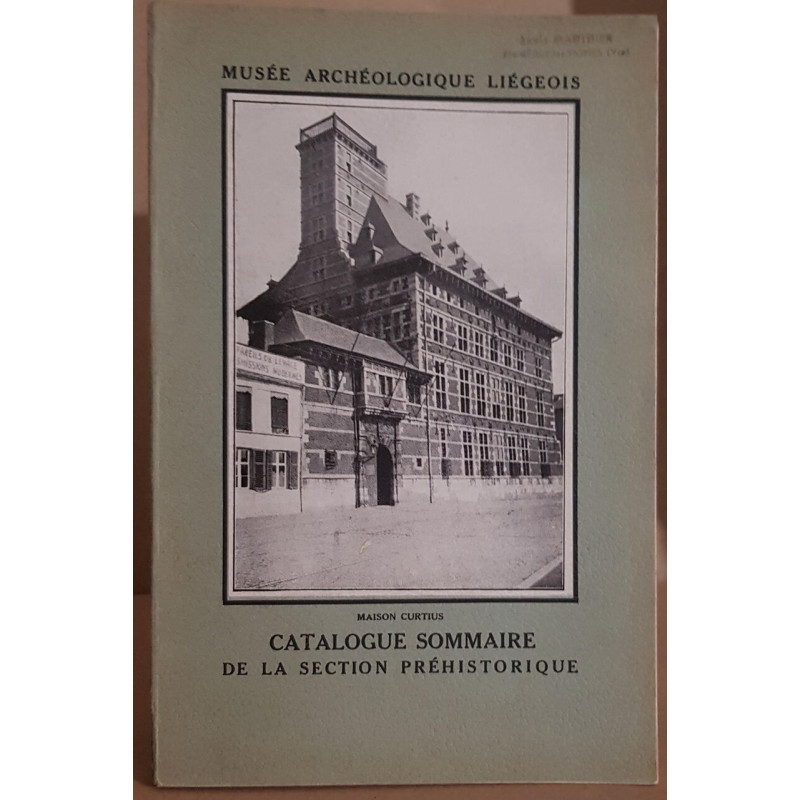 MUSÉE ARCHÉOLOGIQUE LIÉGEOIS
MAISON CURTIUS
CATALOGUE SOMMAIRE
DE LA SECTION PRÉHISTORIQUE